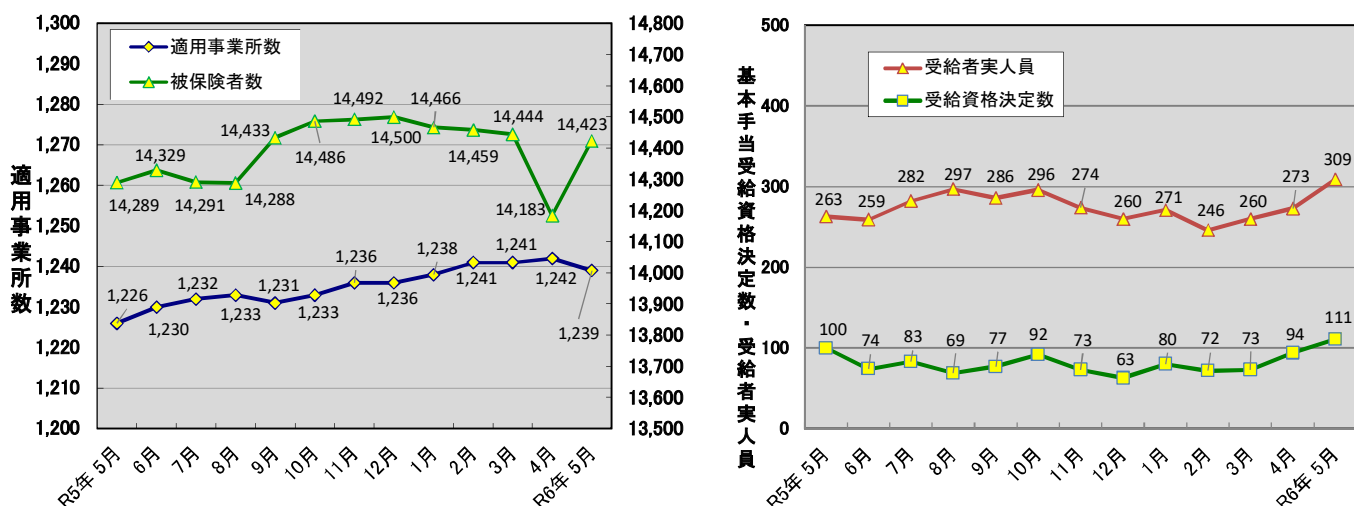 1,300
1,290
1,280
1,270
1,260
1,250
1,240
1,230
1,220
1,210
1,200
適用事業所数
適用事業所数
被保険者数
14,800
14,700
14,600
14,500
14,400
14,300
14,200
14,100
14,000
13,900
13,800
13,700
13,600
13,500
14,289
14,329
14,291
14,288
14,433
14,486
14,492
14,500
14,466
14,459
14,444
14,183
14,423
1,226
1,230
1,232
1,233
1,231
1,233
1,236
1,236
1,238
1,241
1,241
1,242
1,239
R5年 5月
6月
7月
8月
9月
10月
11月
12月
1月
2月
3月
4月
R6年 5月
基本手当受給資格決定数・受給者実人員
500
400
300
200
100
0
受給者実人員
受給資格決定数
263
259
282
297
286
296
274
260
271
246
260
273
309
100
74
83
69
77
92
73
63
80
72
73
94
111
R5年 5月
6月
7月
8月
9月
10月
11月
12月
1月
2月
3月
4月
R6年 5月